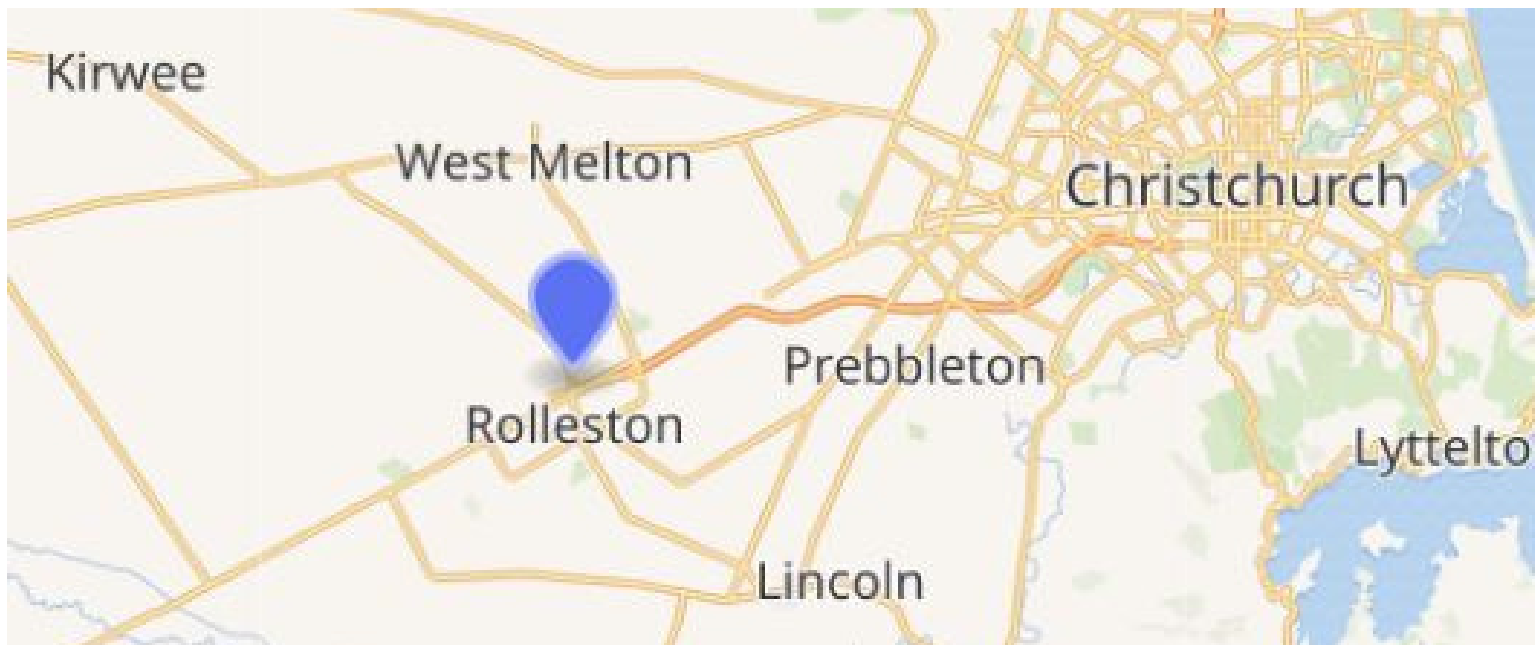 Kirwee
West Melton
Christchurch
Prebbleton
Rolleston
Lyttelto
Lincoln